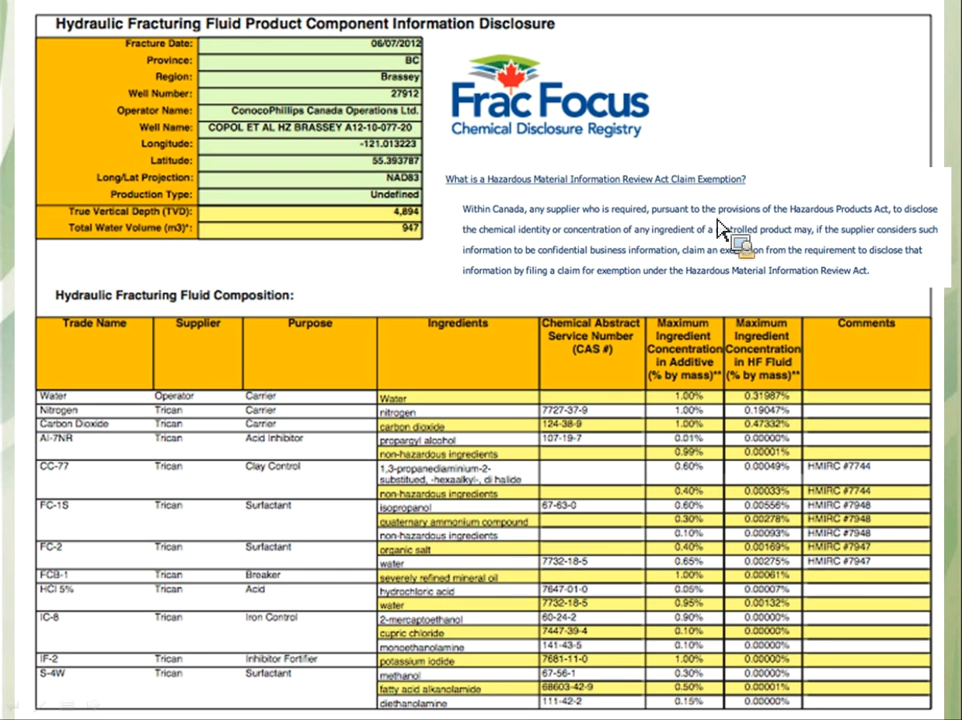 Hydraulic Fracturing Fluid Product Component Information Disclosure
Fracture Date: 06/07/2012
Province: BC
Region: Brassey
Well Number: 27912
Operator Name: ConocoPhillips Canada Operations Ltd.
Well Name: COPOL ET AL HZ BRASSEY A12-10-077-20
Longitude: -121.013223
Latitude: 55.393787
Long/Lat Projection: NAD83
Production Type: Undefined
True Vertical Depth (TVD): 4,894
Total Water Volume (m3)*: 947
Frac Focus
Chemical Disclosure Registry
What is a Hazardous Material Information Review Act Claim Exemption?
Within Canada, any supplier who is required, pursuant to the provisions of the Hazardous Products Act, to disclose
the chemical identity or concentration of any ingredient of a product may, if the supplier considers such
information to be confidential business information, claim an from the requirement to disclose that
information by filing a claim for exemption under the Hazardous Material Information Review Act.
Hydraulic Fracturing Fluid Composition:
Trade Name Supplier Purpose Ingredients Chemical Abstract Service Number (CAS #) Maximum Ingredient Concentration in Additive (% by mass)** Maximum Ingredient Concentration in HF Fluid (% by mass)** Comments
Water Operator Carrier Water 1.00% 0.31987%
Nitrogen Trican Carrier nitrogen 7727-37-9 1.00% 0.19047%
Carbon Dioxide Trican Carrier carbon dioxide 124-38-9 1.00% 0.47332%
AI-7NR Trican Acid Inhibitor propargyl alcohol 107-19-7 0.01% 0.00000%
non-hazardous ingredients 0.99% 0.00001%
CC-77 Trican Clay Control 1,3-propanediaminium-2- 0.60% 0.00049% HMIRC #7744
substitued, -hexaalkyl-, di halide
non-hazardous ingredients 0.40% 0.00033% HMIRC #7744
FC-1S Trican Surfactant isopropanol 67-63-0 0.60% 0.00556% HMIRC #7948
quaternary ammonium compound 0.30% 0.00278% HMIRC #7948
non-hazardous ingredients 0.10% 0.00093% HMIRC #7948
FC-2 Trican Surfactant organic salt 0.40% 0.00169% HMIRC #7947
water 7732-18-5 0.65% 0.00275% HMIRC #7947
FCB-1 Trican Breaker severely refined mineral oil 1.00% 0.00061%
HCl 5% Trican Acid hydrochloric acid 7647-01-0 0.05% 0.00007%
water 7732-18-5 0.95% 0.00132%
IC-8 Trican Iron Control 2-mercaptoethanol 60-24-2 0.90% 0.00000%
cupric chloride 7447-39-4 0.10% 0.00000%
monoethanolamine 141-43-5 0.10% 0.00000%
IF-2 Trican Inhibitor Fortifier potassium iodide 7681-11-0 1.00% 0.00000%
S-4W Trican Surfactant methanol 67-56-1 0.30% 0.00000%
fatty acid alkanolamide 68603-42-9 0.50% 0.00001%
diethanolamine 111-42-2 0.15% 0.00000%